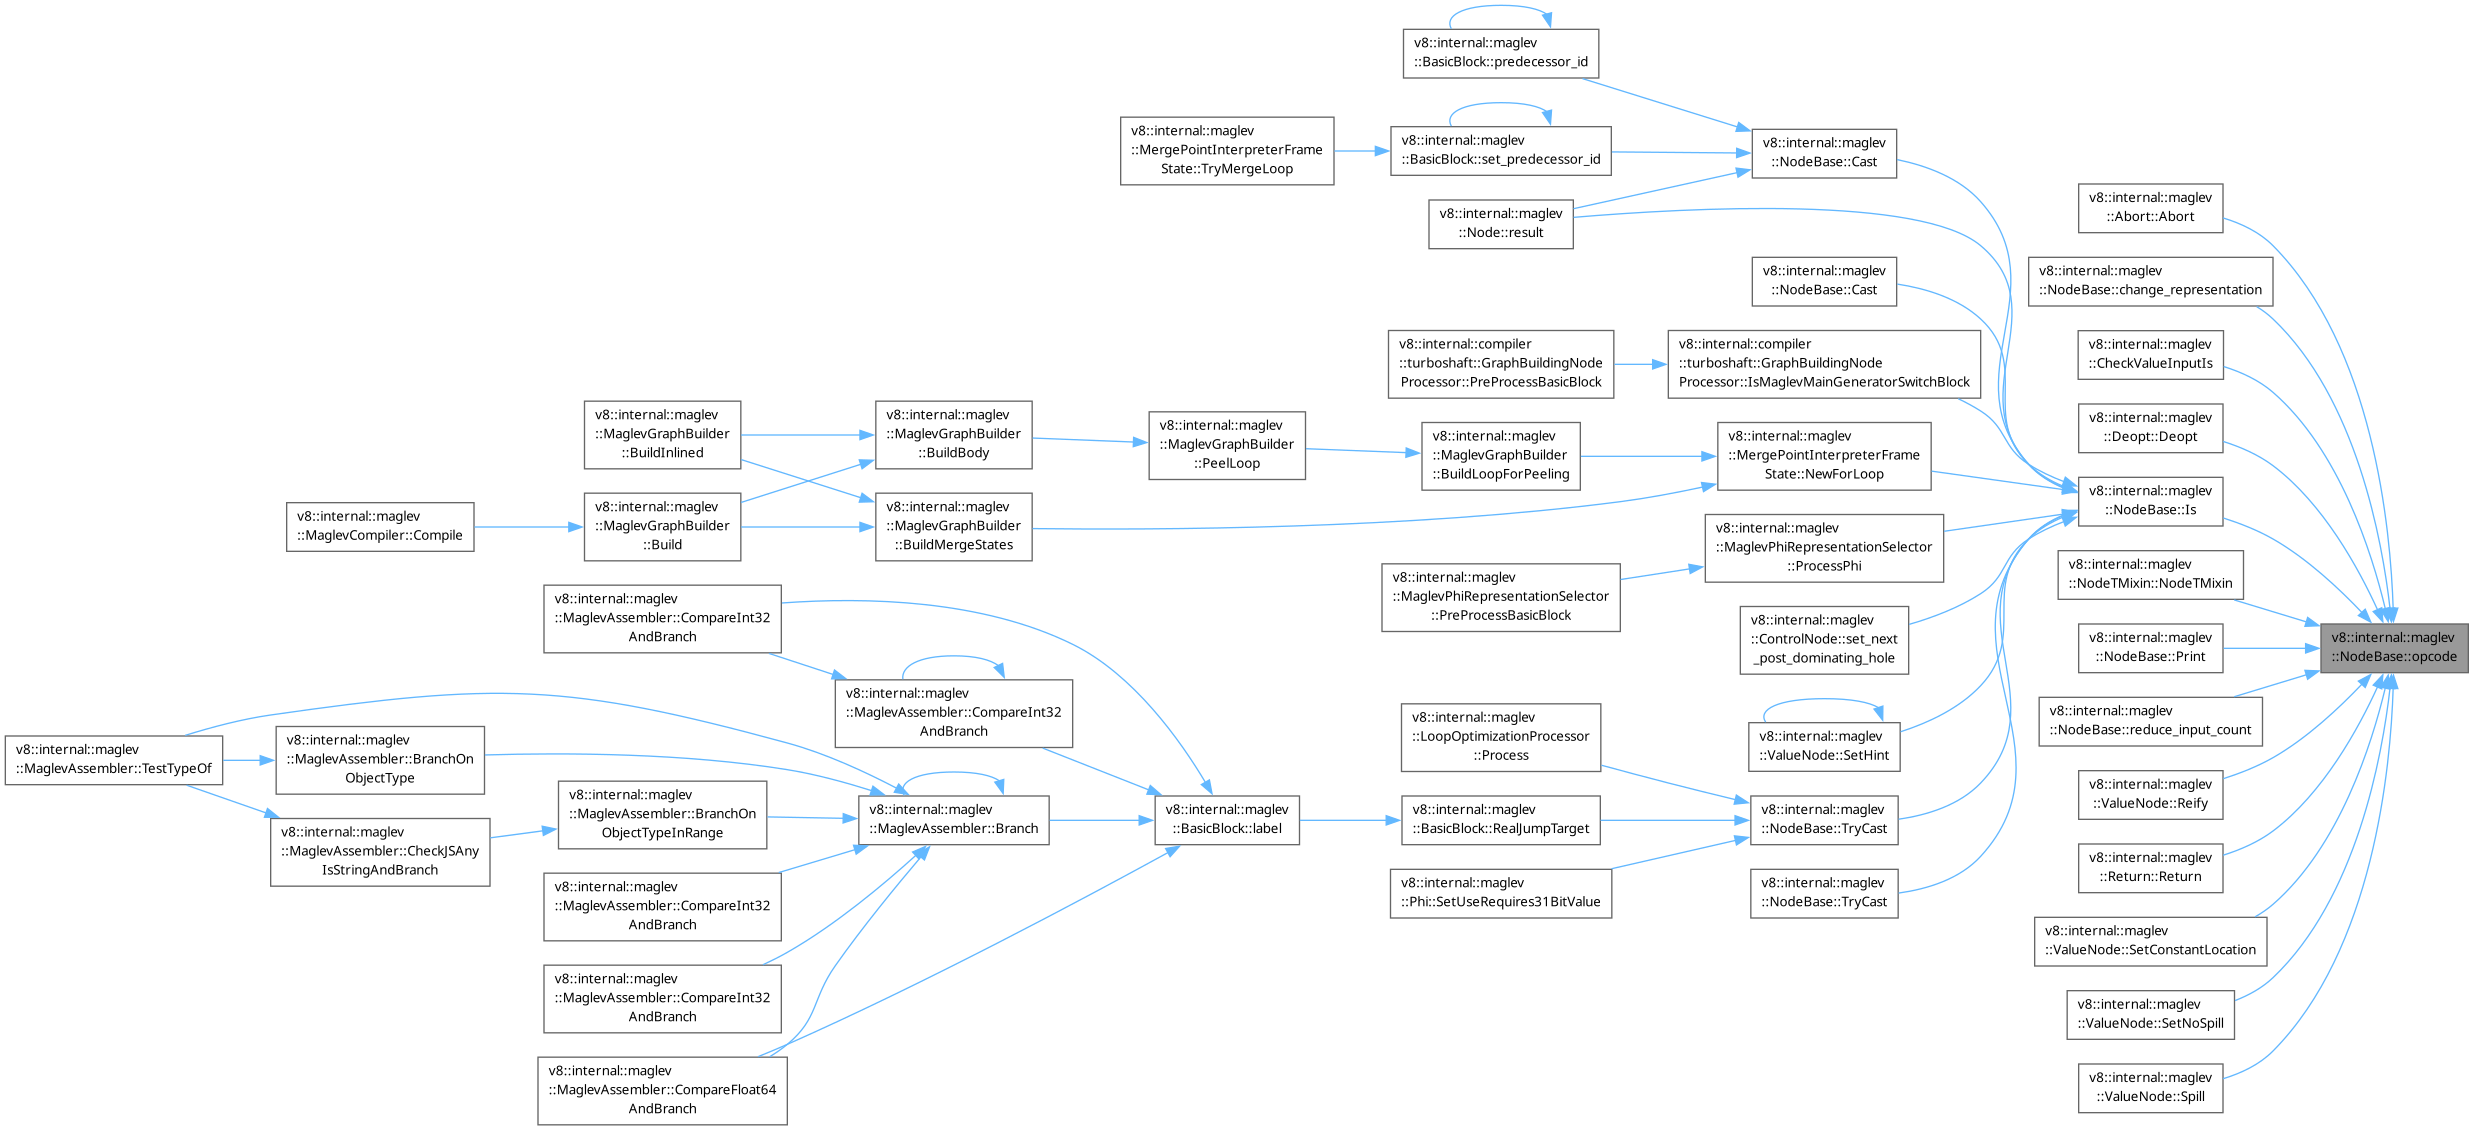 v8::internal::maglev
::BasicBlock::predecessor_id
v8::internal::maglev
::MergePointInterpreterFrame
State::TryMergeLoop
v8::internal::maglev
::BasicBlock::set_predecessor_id
v8::internal::maglev
::NodeBase::Cast
v8::internal::maglev
::Node::result
v8::internal::maglev
::Abort::Abort
v8::internal::maglev
::NodeBase::Cast
v8::internal::maglev
::NodeBase::change_representation
v8::internal::compiler
::turboshaft::GraphBuildingNode
Processor::PreProcessBasicBlock
v8::internal::compiler
::turboshaft::GraphBuildingNode
Processor::IsMaglevMainGeneratorSwitchBlock
v8::internal::maglev
::CheckValueInputIs
v8::internal::maglev
::MaglevGraphBuilder
::BuildInlined
v8::internal::maglev
::MaglevGraphBuilder
::BuildBody
v8::internal::maglev
::MaglevGraphBuilder
::PeelLoop
v8::internal::maglev
::MaglevGraphBuilder
::BuildLoopForPeeling
v8::internal::maglev
::MergePointInterpreterFrame
State::NewForLoop
v8::internal::maglev
::Deopt::Deopt
v8::internal::maglev
::MaglevCompiler::Compile
v8::internal::maglev
::MaglevGraphBuilder
::Build
v8::internal::maglev
::MaglevGraphBuilder
::BuildMergeStates
v8::internal::maglev
::NodeBase::Is
v8::internal::maglev
::MaglevPhiRepresentationSelector
::ProcessPhi
v8::internal::maglev
::MaglevPhiRepresentationSelector
::PreProcessBasicBlock
v8::internal::maglev
::NodeTMixin::NodeTMixin
v8::internal::maglev
::MaglevAssembler::CompareInt32
AndBranch
v8::internal::maglev
::ControlNode::set_next
_post_dominating_hole
v8::internal::maglev
::NodeBase::Print
v8::internal::maglev
::NodeBase::opcode
v8::internal::maglev
::MaglevAssembler::CompareInt32
AndBranch
v8::internal::maglev
::NodeBase::reduce_input_count
v8::internal::maglev
::MaglevAssembler::TestTypeOf
v8::internal::maglev
::MaglevAssembler::BranchOn
ObjectType
v8::internal::maglev
::LoopOptimizationProcessor
::Process
v8::internal::maglev
::ValueNode::SetHint
v8::internal::maglev
::ValueNode::Reify
v8::internal::maglev
::MaglevAssembler::CheckJSAny
IsStringAndBranch
v8::internal::maglev
::MaglevAssembler::BranchOn
ObjectTypeInRange
v8::internal::maglev
::MaglevAssembler::Branch
v8::internal::maglev
::BasicBlock::label
v8::internal::maglev
::BasicBlock::RealJumpTarget
v8::internal::maglev
::NodeBase::TryCast
v8::internal::maglev
::Return::Return
v8::internal::maglev
::MaglevAssembler::CompareInt32
AndBranch
v8::internal::maglev
::Phi::SetUseRequires31BitValue
v8::internal::maglev
::NodeBase::TryCast
v8::internal::maglev
::ValueNode::SetConstantLocation
v8::internal::maglev
::MaglevAssembler::CompareInt32
AndBranch
v8::internal::maglev
::ValueNode::SetNoSpill
v8::internal::maglev
::MaglevAssembler::CompareFloat64
AndBranch
v8::internal::maglev
::ValueNode::Spill